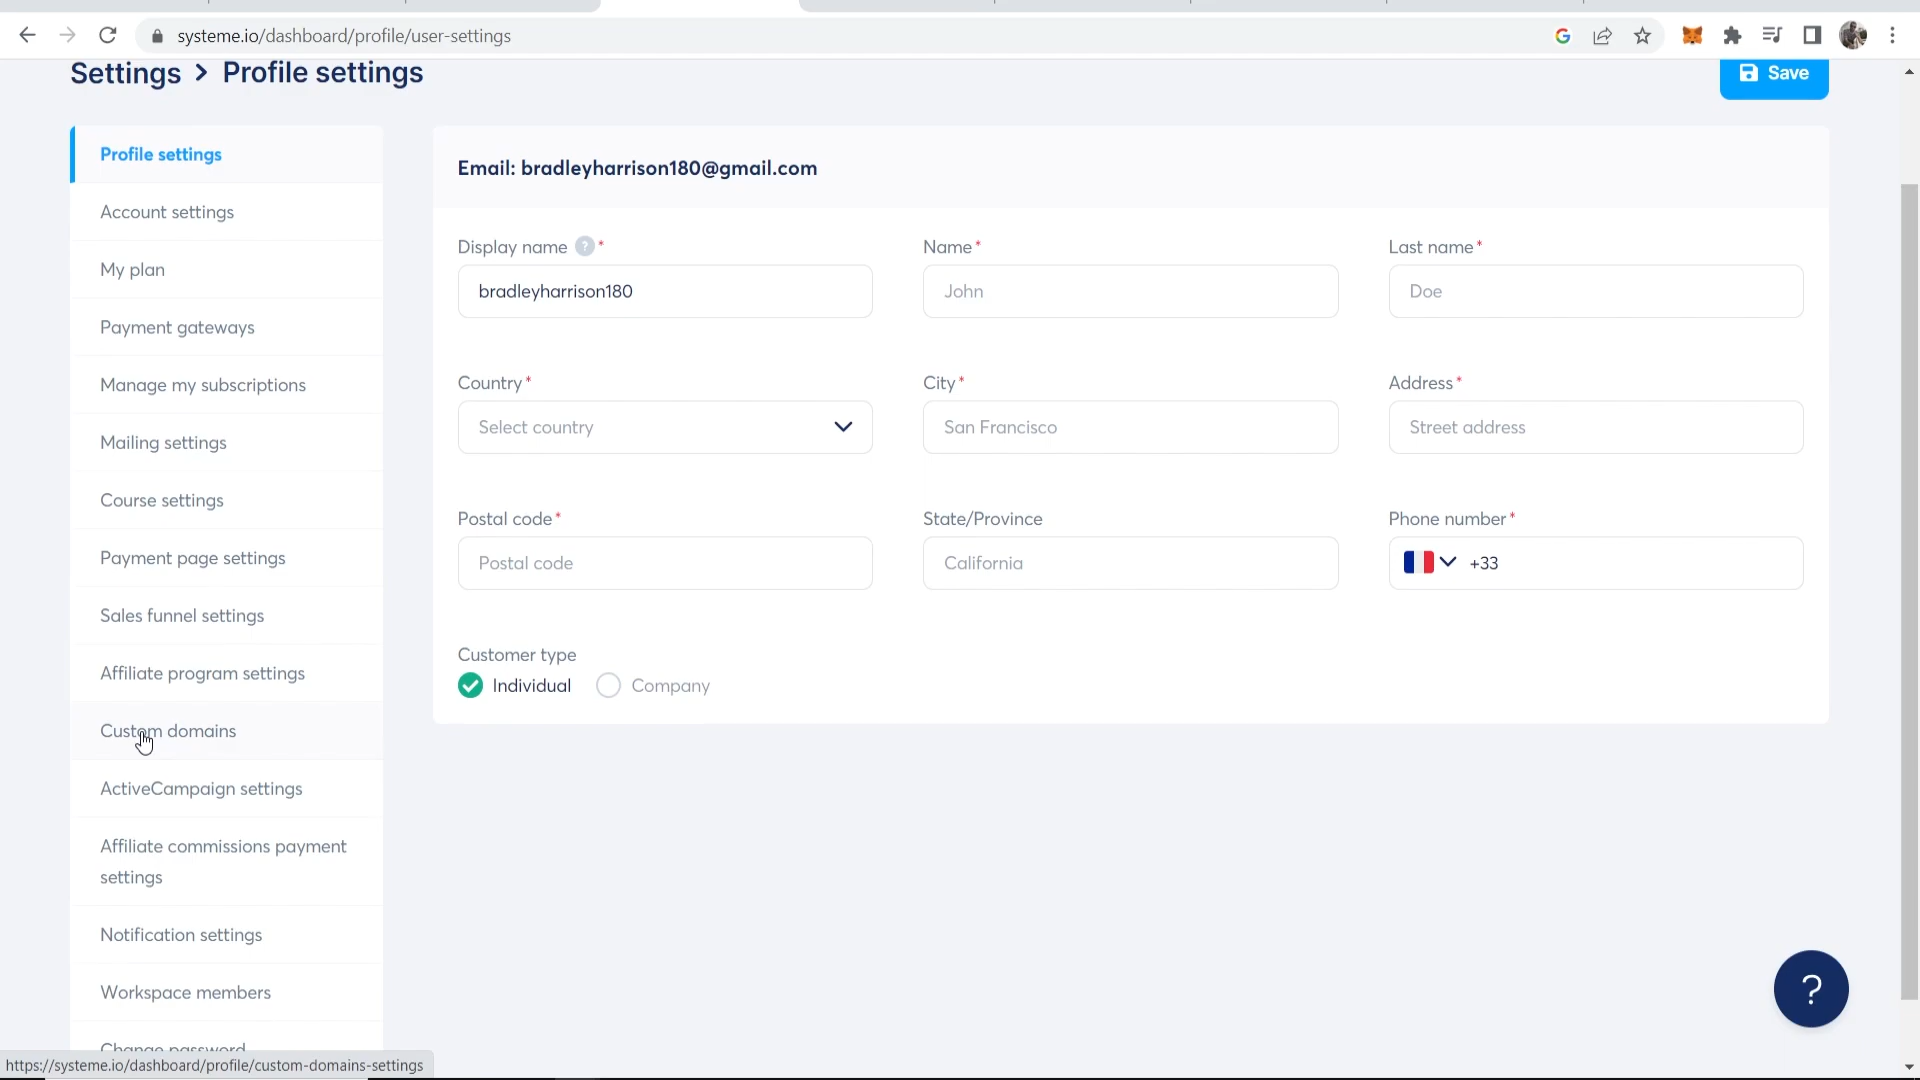 systeme.io/dashboard/profile/user-settings
Settings > Profile settings
Save
Profile settings
Account settings
My plan
Payment gateways
Manage my subscriptions
Mailing settings
Course settings
Payment page settings
Sales funnel settings
Affiliate program settings
Custom domains
ActiveCampaign settings
Affiliate commissions payment
settings
Notification settings
Workspace members
Change password
Email: bradleyharrison180@gmail.com
Display name ? * Name * Last name *
bradleyharrison180 John Doe
Country * City * Address *
Select country San Francisco Street address
Postal code * State/Province Phone number *
Postal code California +33
Customer type
Individual Company
?
https://systeme.io/dashboard/profile/custom-domains-settings